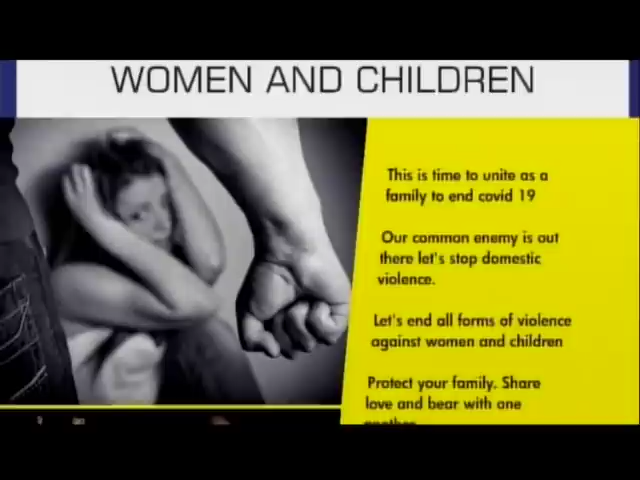 WOMEN AND CHILDREN
This is time to unite as a
family to end covid 19
Our common enemy is out
there let's stop domestic
violence.
Let's end all forms of violence
against women and children
Protect your family. Share
love and bear with one